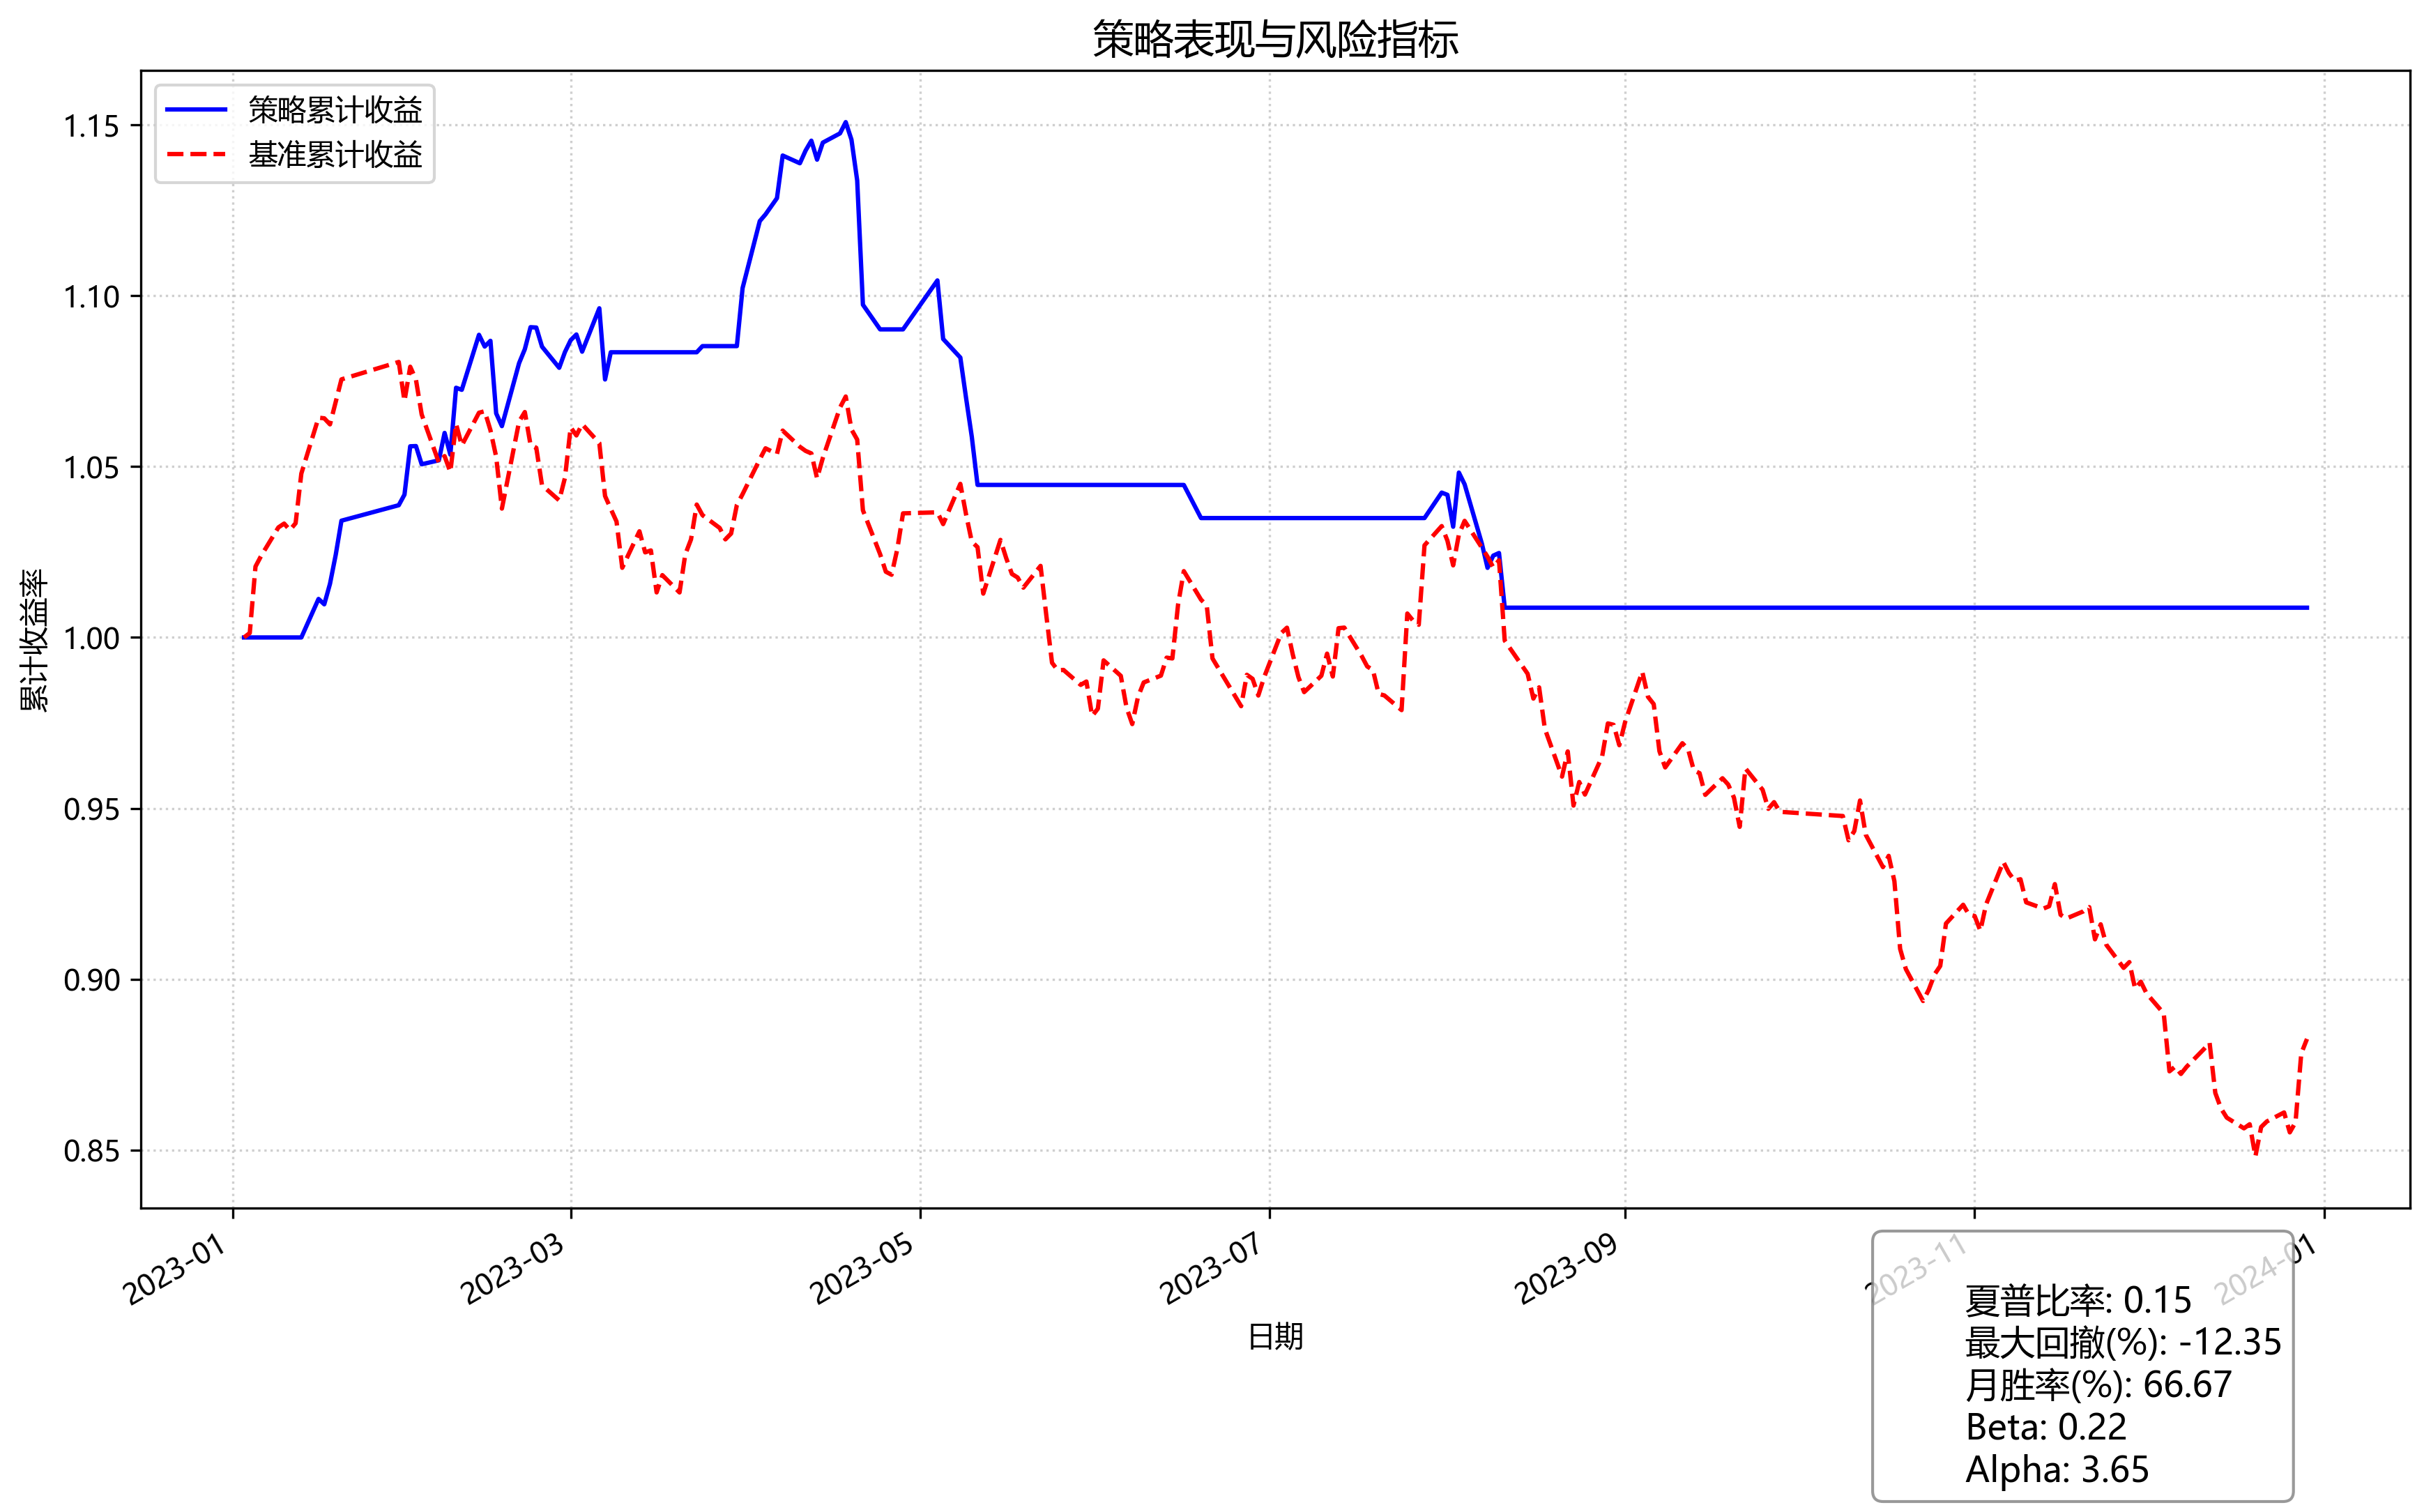 策略表现与风险指标
策略累计收益
基准累计收益
1.15
1.10
1.05
1.00
0.95
0.90
0.85
累计收益率
2023-01
2023-03
2023-05
2023-07
2023-09
2023-11
2024-01
日期
夏普比率: 0.15
最大回撤(%): -12.35
月胜率(%): 66.67
Beta: 0.22
Alpha: 3.65